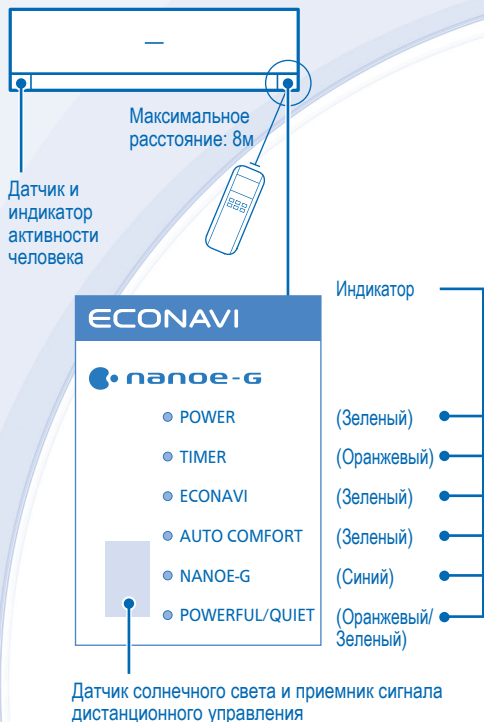 Максимальное
расстояние: 8м
Датчик и
индикатор
активности
человека
Индикатор
ECONAVI
nanoe-G
POWER (Зеленый)
TIMER (Оранжевый)
ECONAVI (Зеленый)
AUTO COMFORT (Зеленый)
NANOE-G (Синий)
POWERFUL/QUIET (Оранжевый/
Зеленый)
Датчик солнечного света и приемник сигнала
дистанционного управления